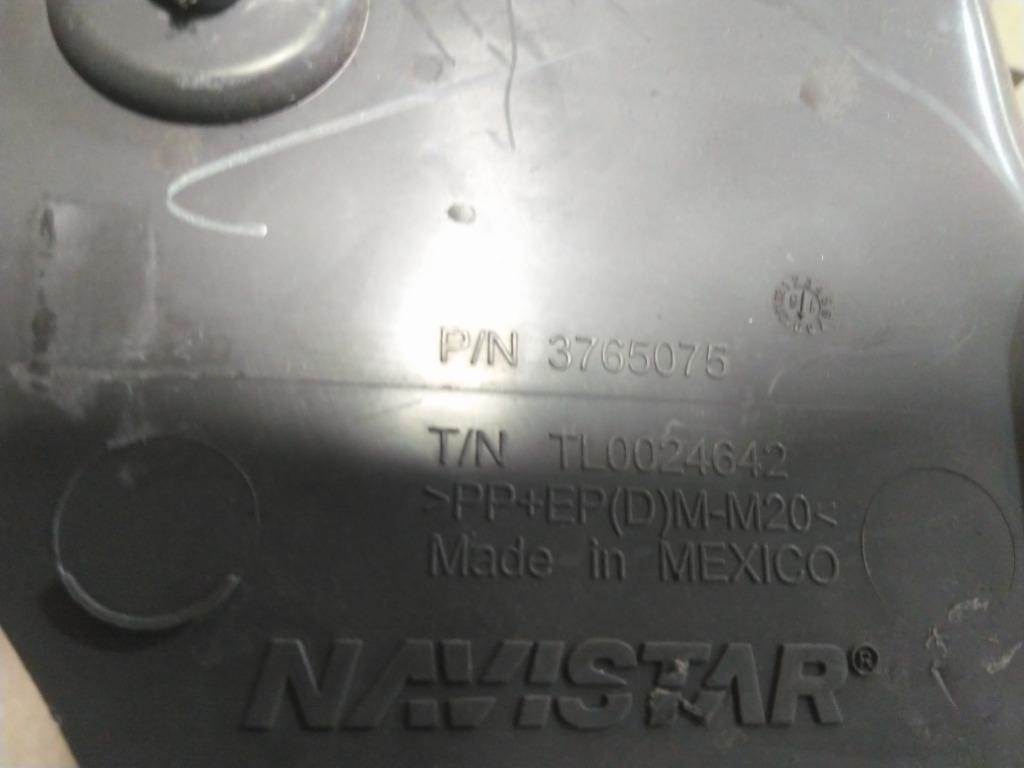 P/N 3765075
T/N TL0024642
>PP+EP(D)M-M20<
Made in MEXICO
NAVISTAR®